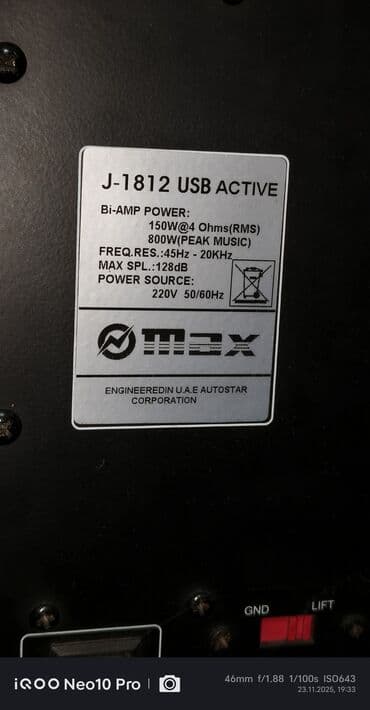 J-1812 USB ACTIVE
Bi-AMP POWER:
150W@4 Ohms(RMS)
800W(PEAK MUSIC)
FREQ.RES.:45Hz - 20KHz
MAX SPL.:128dB
POWER SOURCE:
220V 50/60Hz
max
ENGINEEREDIN U.A.E AUTOSTAR
CORPORATION
GND LIFT
iQOO Neo10 Pro
46mm f/1.88 1/100s ISO643
23.11.2025, 19:33